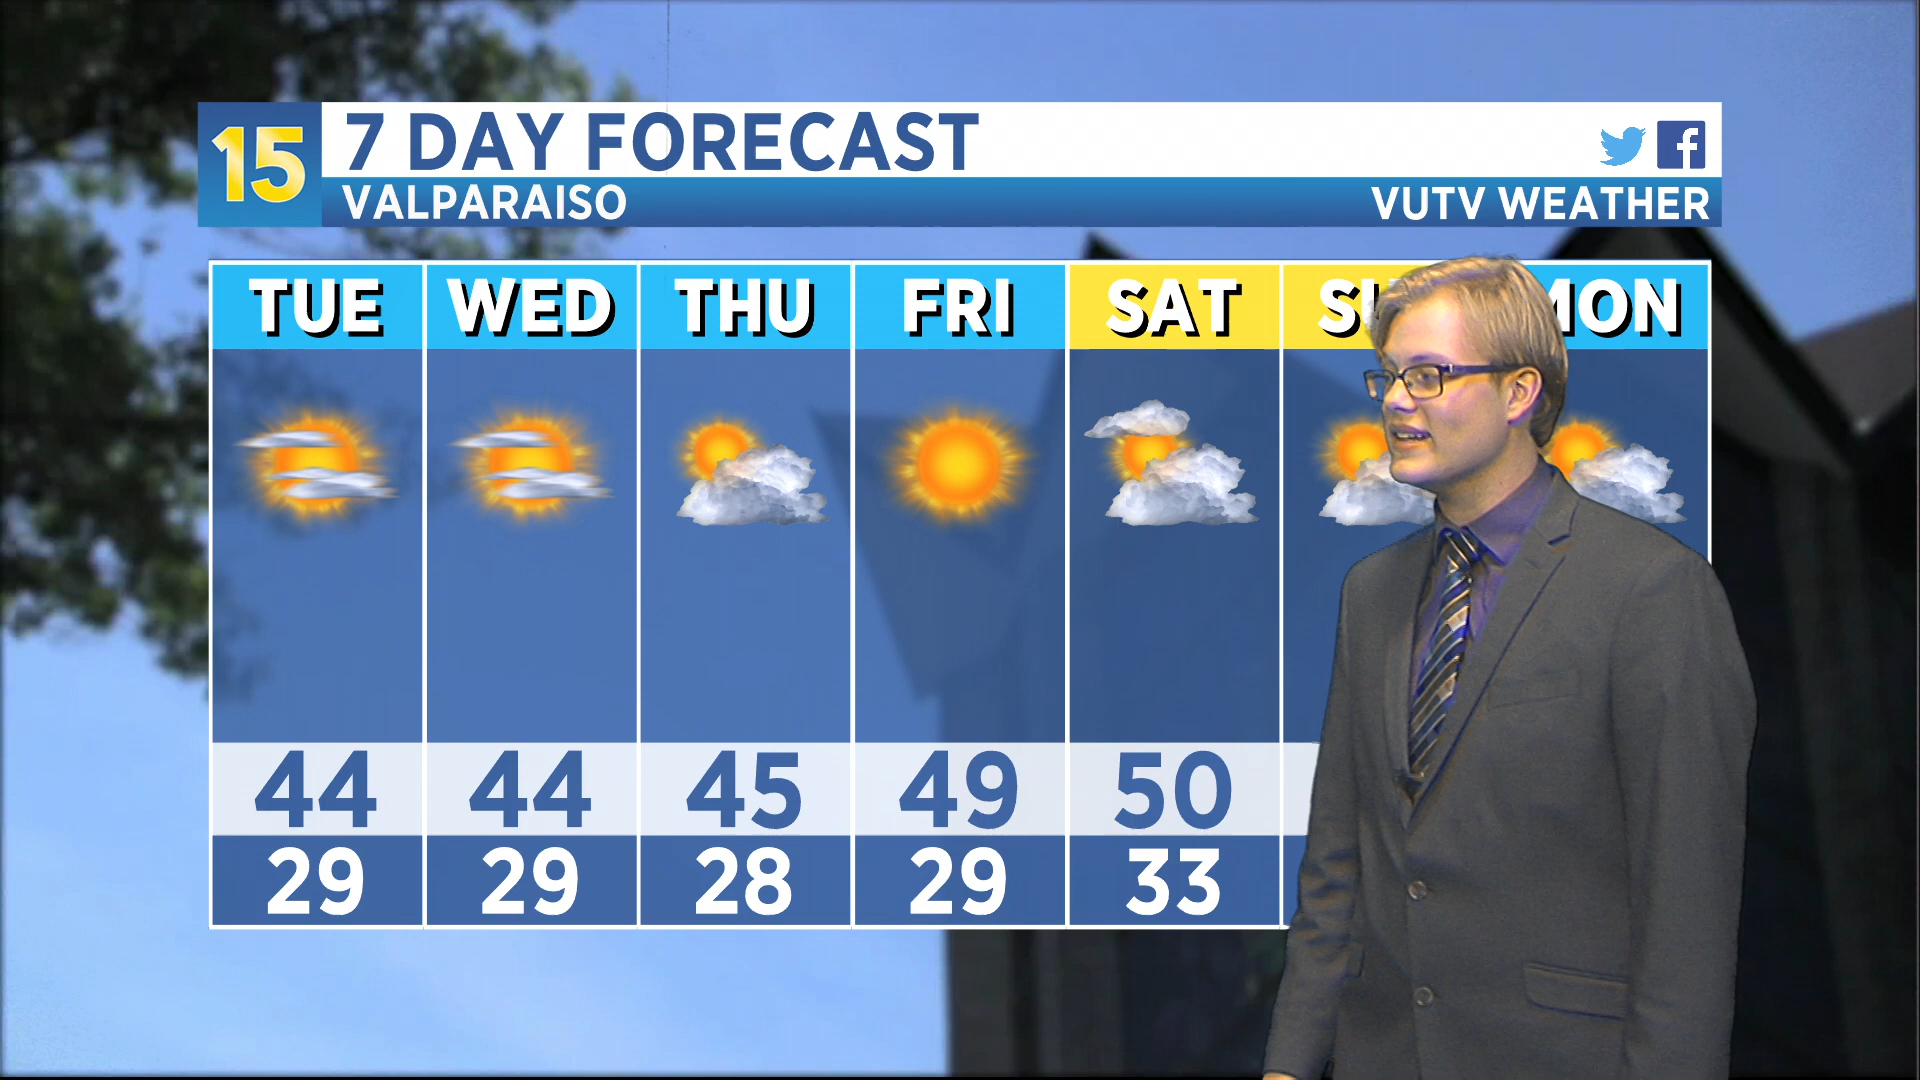 15
7 DAY FORECAST
VALPARAISO
VUTV WEATHER
TUE WED THU FRI SAT
44 44 45 49 50
29 29 28 29 33